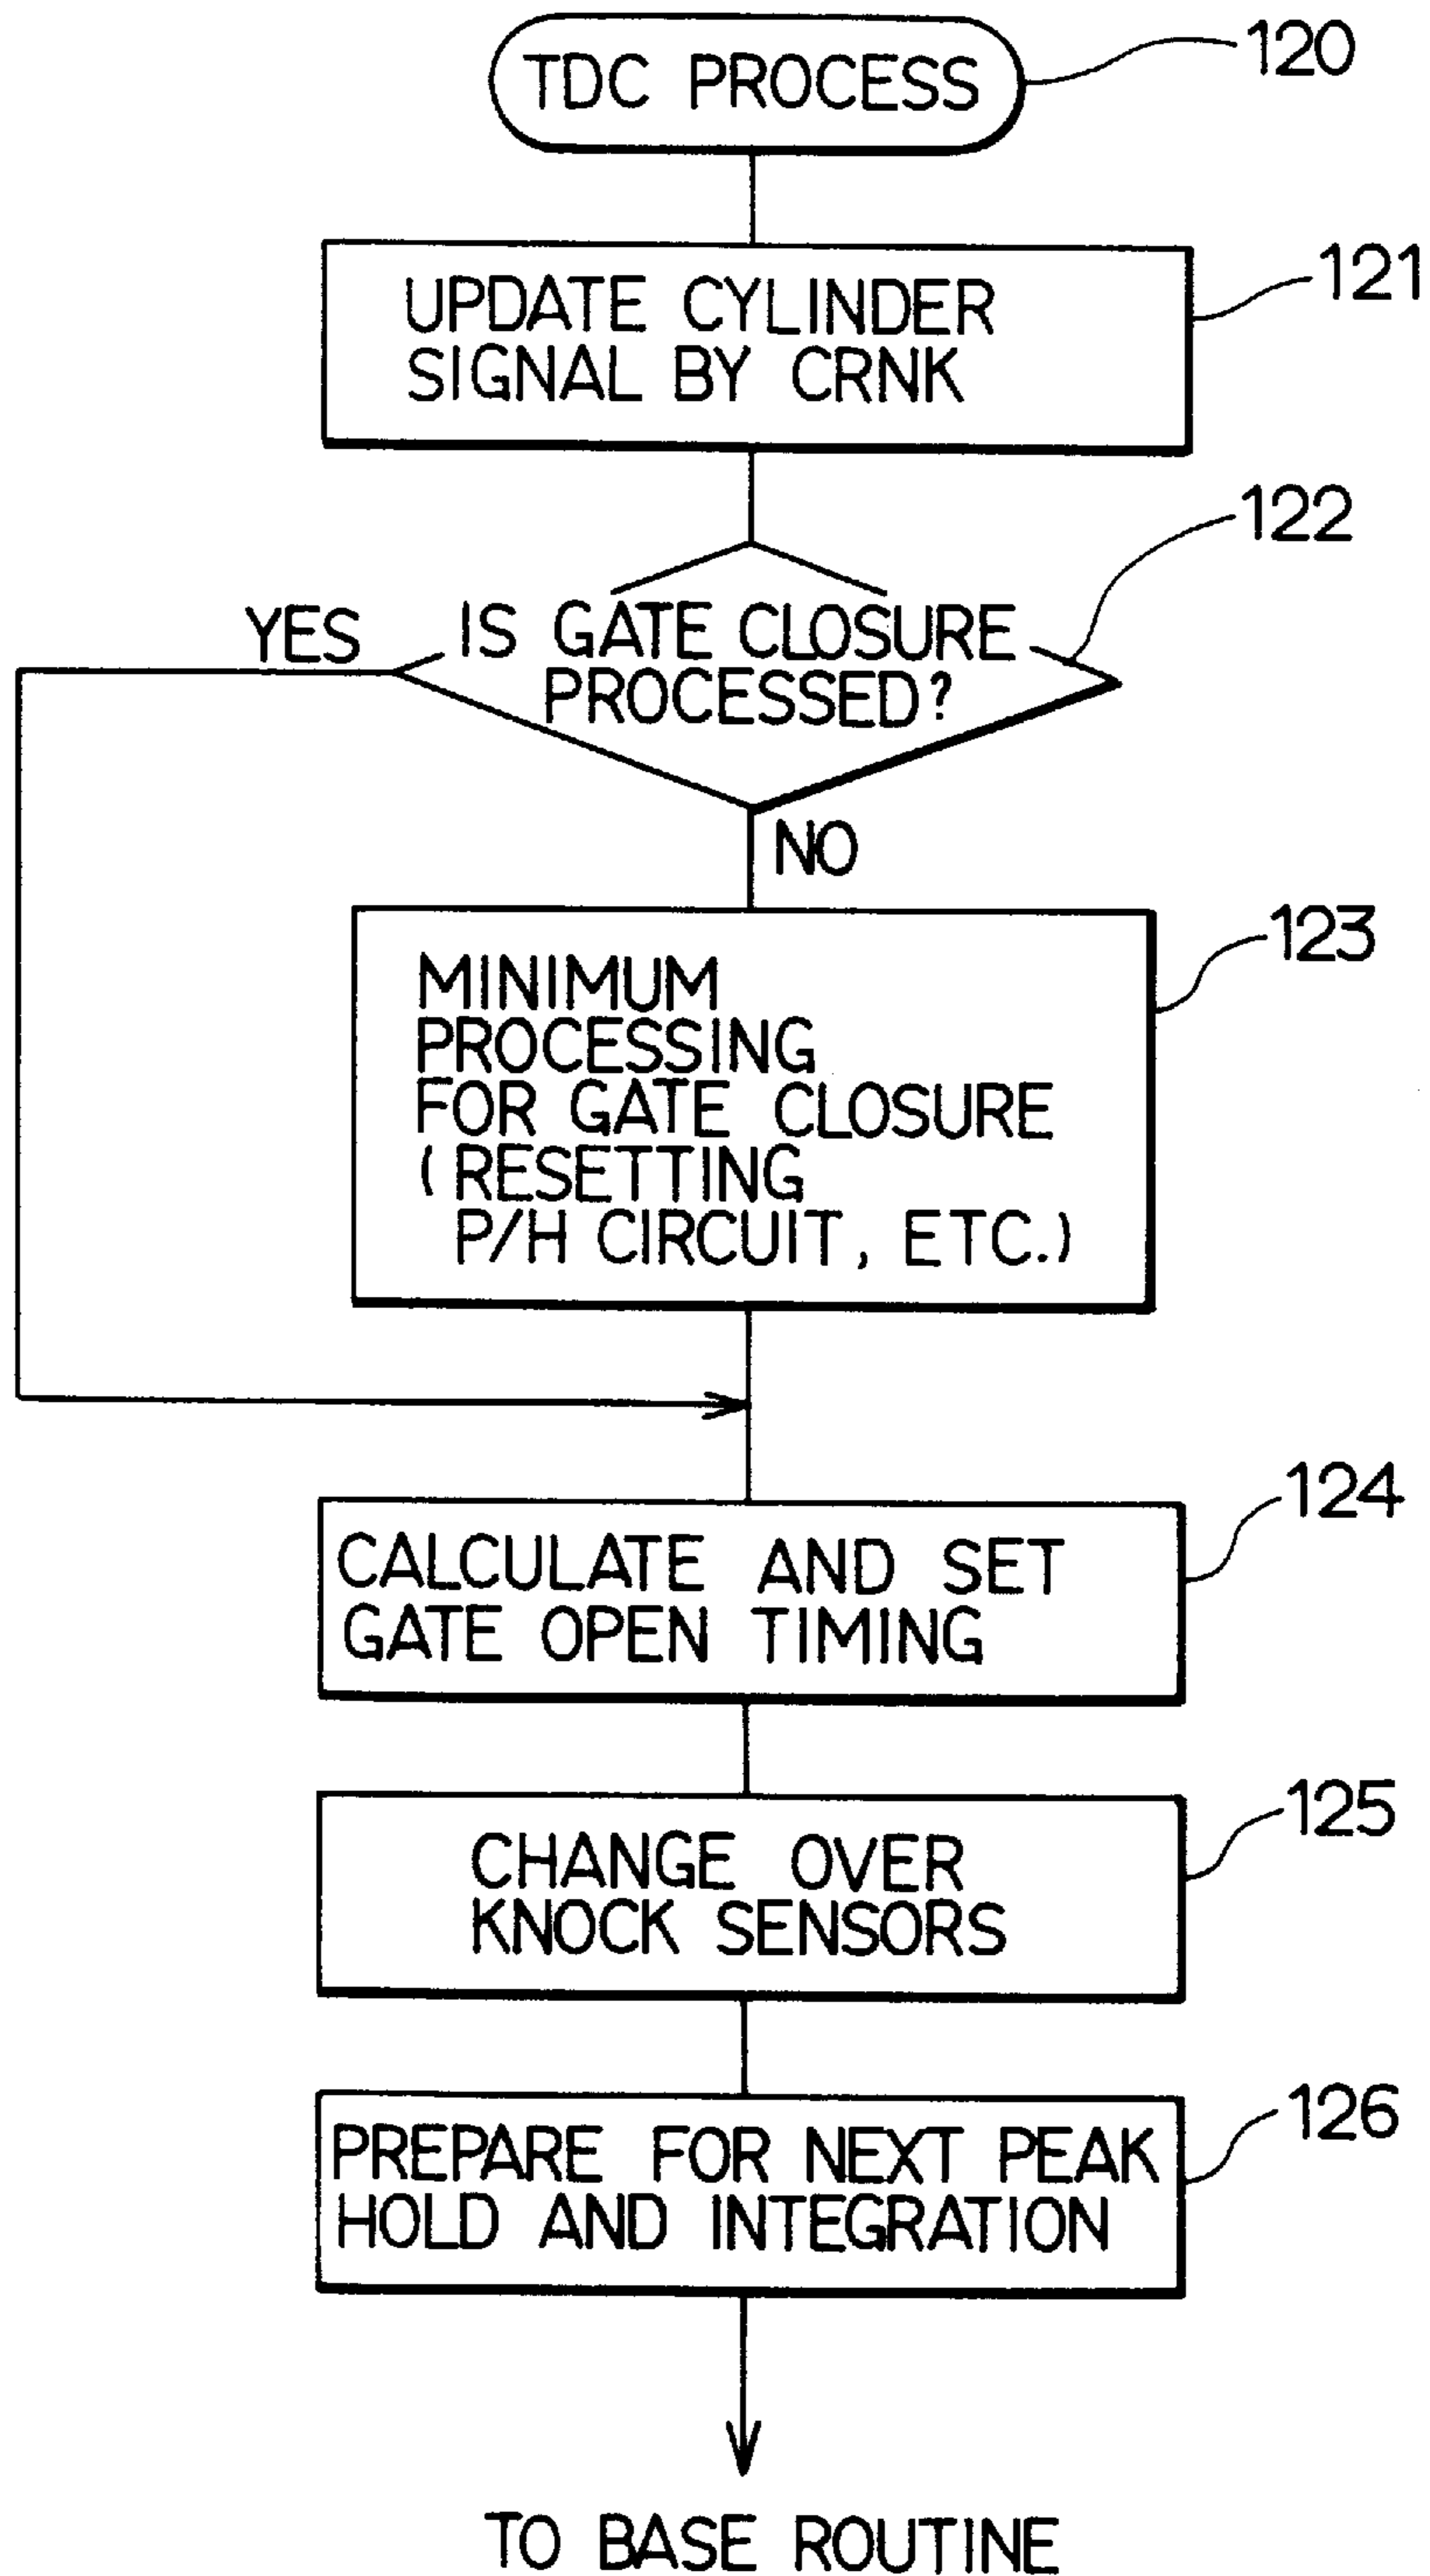 TDC PROCESS
120
UPDATE CYLINDER
SIGNAL BY CRNK
121
122
YES
IS GATE CLOSURE
PROCESSED?
NO
123
MINIMUM
PROCESSING
FOR GATE CLOSURE
(RESETTING
P/H CIRCUIT, ETC.)
124
CALCULATE AND SET
GATE OPEN TIMING
125
CHANGE OVER
KNOCK SENSORS
126
PREPARE FOR NEXT PEAK
HOLD AND INTEGRATION
TO BASE ROUTINE